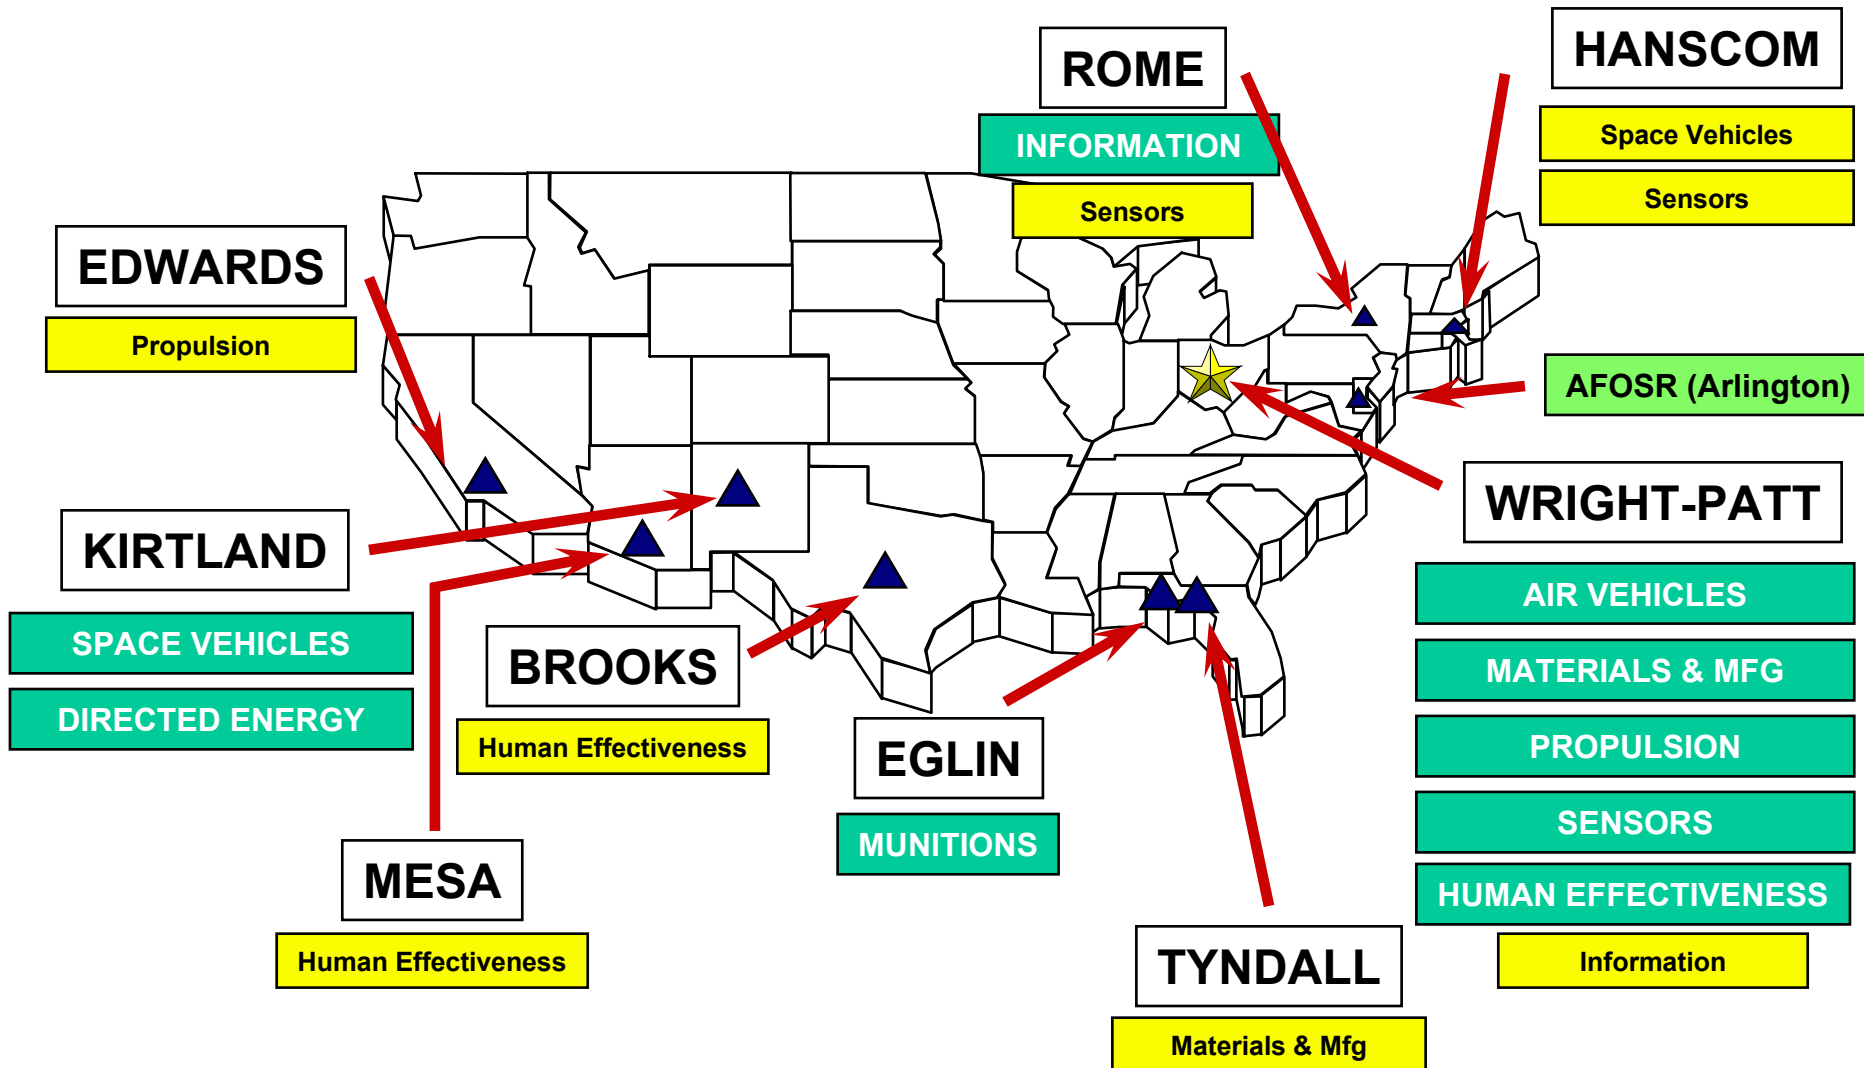 ROME
INFORMATION
Sensors
HANSCOM
Space Vehicles
Sensors
EDWARDS
Propulsion
AFOSR (Arlington)
KIRTLAND
SPACE VEHICLES
DIRECTED ENERGY
WRIGHT-PATT
AIR VEHICLES
MATERIALS & MFG
PROPULSION
SENSORS
HUMAN EFFECTIVENESS
Information
BROOKS
Human Effectiveness
EGLIN
MUNITIONS
MESA
Human Effectiveness
TYNDALL
Materials & Mfg